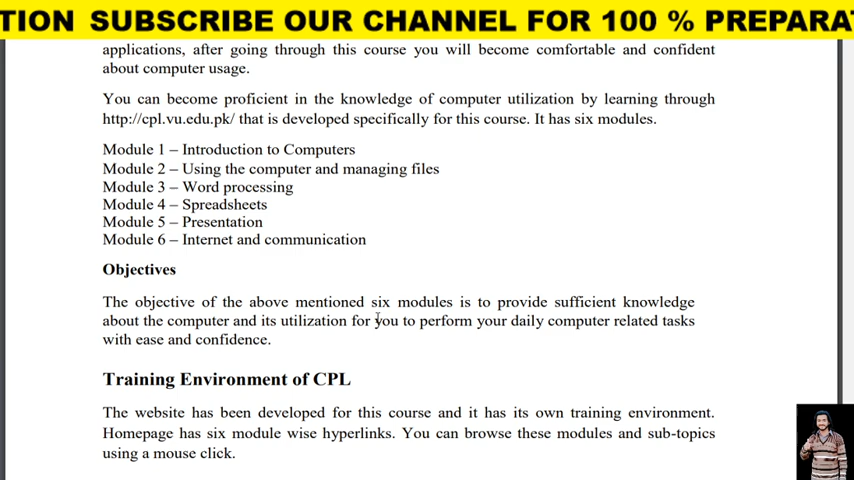 TION SUBSCRIBE OUR CHANNEL FOR 100 % PREPARA
applications, after going through this course you will become comfortable and confident
about computer usage.
You can become proficient in the knowledge of computer utilization by learning through
http://cpl.vu.edu.pk/ that is developed specifically for this course. It has six modules.
Module 1 – Introduction to Computers
Module 2 – Using the computer and managing files
Module 3 – Word processing
Module 4 – Spreadsheets
Module 5 – Presentation
Module 6 – Internet and communication
Objectives
The objective of the above mentioned six modules is to provide sufficient knowledge
about the computer and its utilization for you to perform your daily computer related tasks
with ease and confidence.
Training Environment of CPL
The website has been developed for this course and it has its own training environment.
Homepage has six module wise hyperlinks. You can browse these modules and sub-topics
using a mouse click.